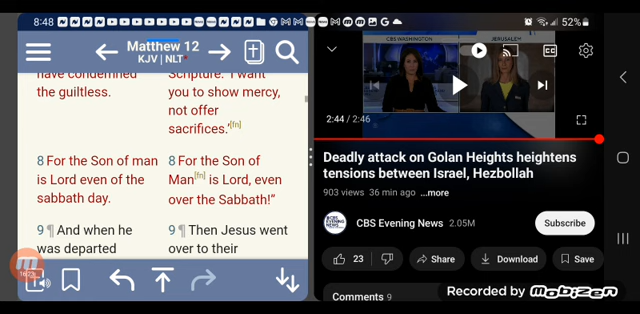 8:48
52%
Matthew 12
KJV | NLT*
have condemned
the guiltless.
Scripture: 'I want
you to show mercy,
not offer
sacrifices.'[fn]
8 For the Son of man
is Lord even of the
sabbath day.
8 For the Son of
Man[fn] is Lord, even
over the Sabbath!"
9 ¶ And when he
was departed
9 ¶ Then Jesus went
over to their
16:23
CBS WASHINGTON
JERUSALEM
CC
2:44 / 2:46
Deadly attack on Golan Heights heightens
tensions between Israel, Hezbollah
903 views 36 min ago ...more
CBS Evening News 2.05M
Subscribe
23
Share
Download
Save
Comments 9
Recorded by Mobizen